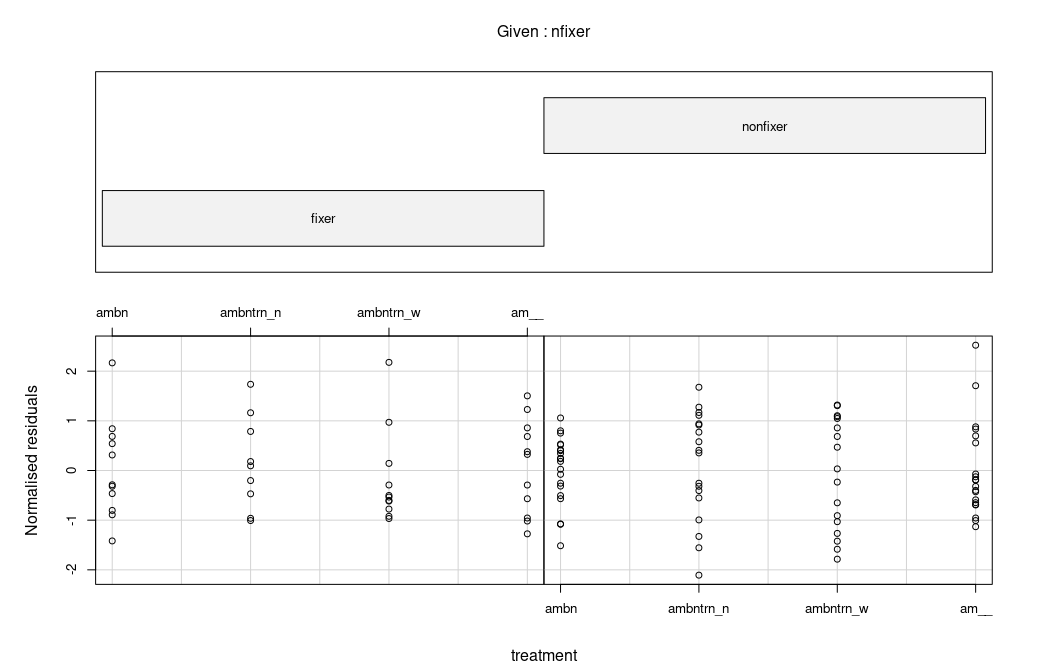 Given : nfixer
nonfixer
fixer
ambn ambntrn_n ambntrn_w am__
Normalised residuals
2
1
0
-1
-2
ambn ambntrn_n ambntrn_w am__
treatment